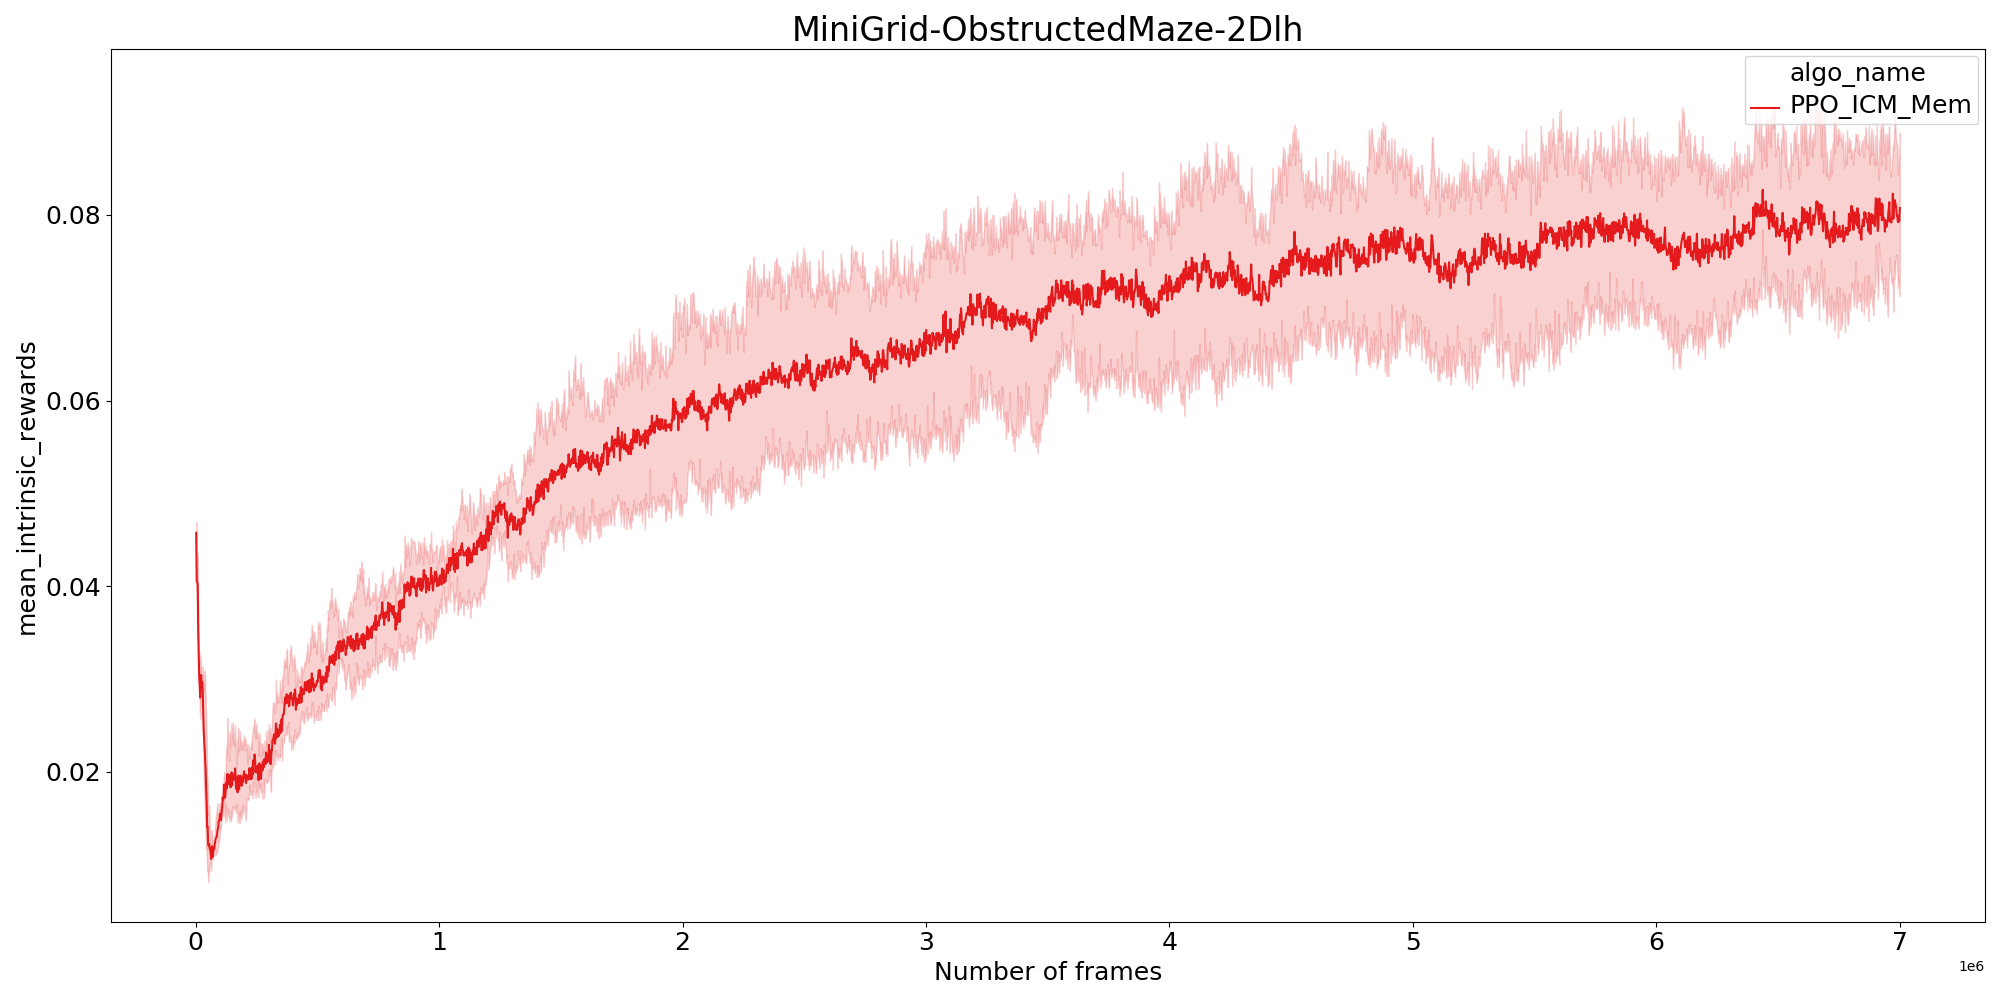 MiniGrid-ObstructedMaze-2Dlh
algo_name
PPO_ICM_Mem
mean_intrinsic_rewards
0.08
0.06
0.04
0.02
0 1 2 3 4 5 6 7
Number of frames
1e6